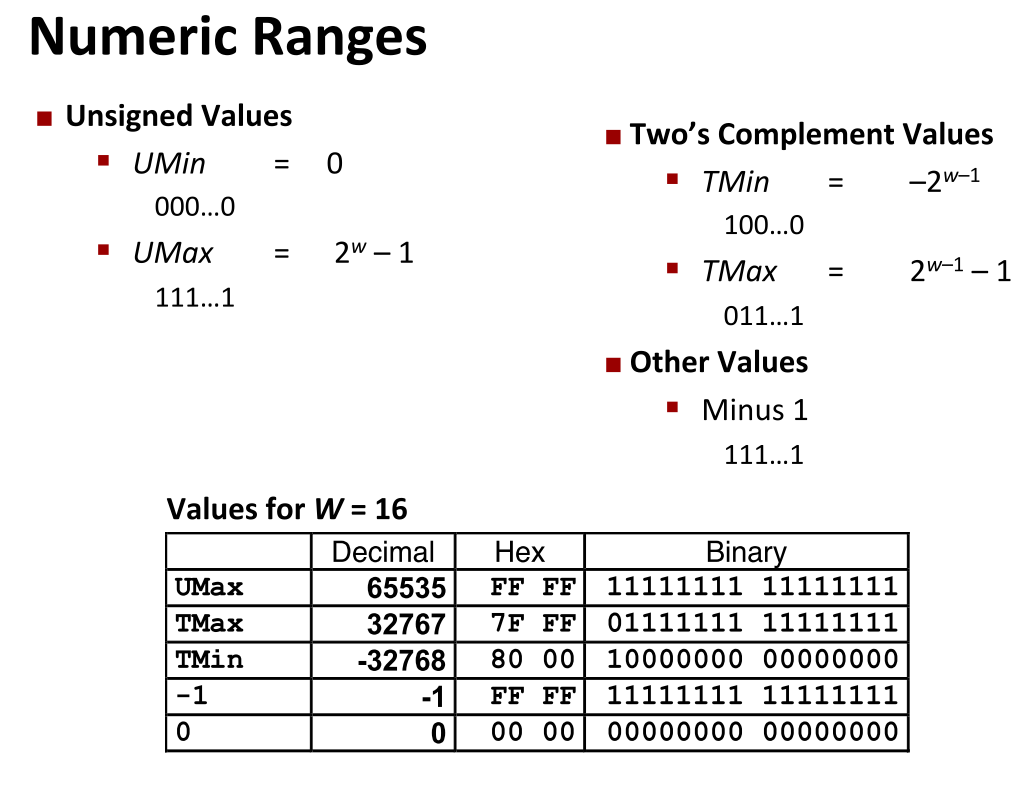 Numeric Ranges
■ Unsigned Values
▪ UMin = 0
000…0
▪ UMax = 2ʷ – 1
111…1
■ Two’s Complement Values
▪ TMin = –2ʷ⁻¹
100…0
▪ TMax = 2ʷ⁻¹ – 1
011…1
■ Other Values
▪ Minus 1
111…1
Values for W = 16
Decimal Hex Binary
UMax 65535 FF FF 11111111 11111111
TMax 32767 7F FF 01111111 11111111
TMin -32768 80 00 10000000 00000000
-1 -1 FF FF 11111111 11111111
0 0 00 00 00000000 00000000